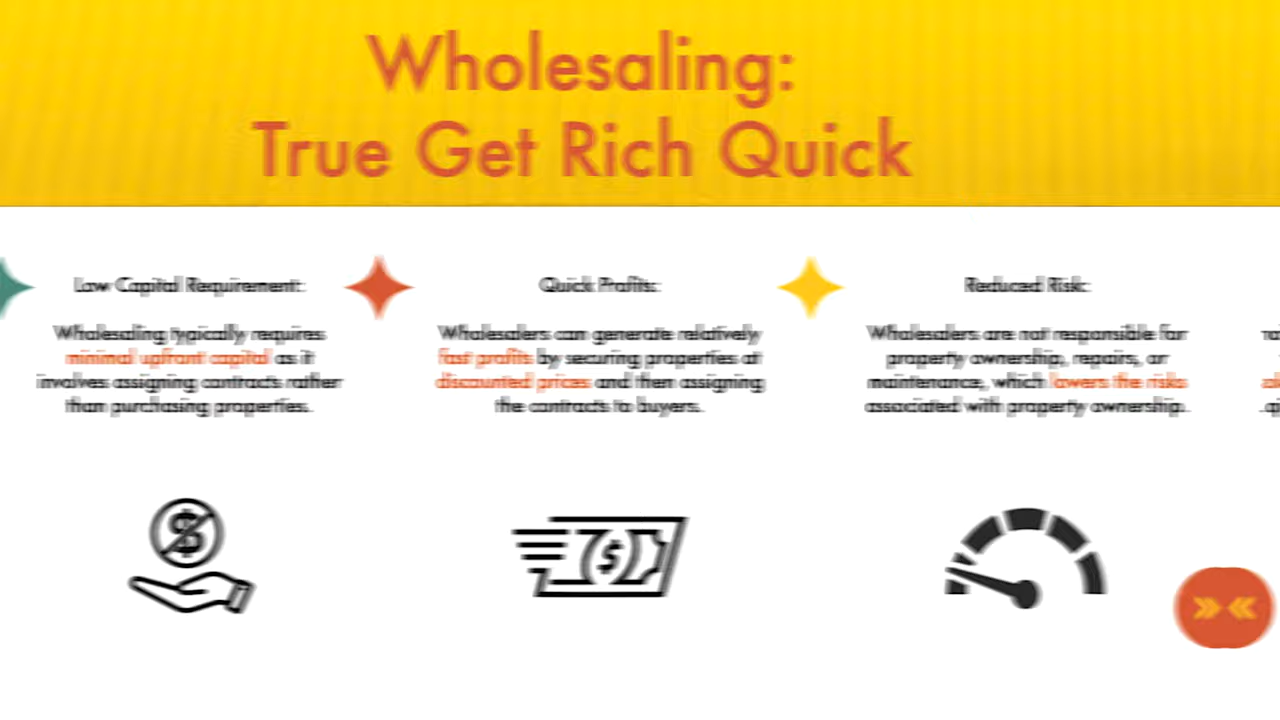 Wholesaling:
True Get Rich Quick
Low Capital Requirement:
Wholesaling typically requires
minimal upfront capital as it
involves assigning contracts rather
than purchasing properties.
Quick Profits:
Wholesalers can generate relatively
fast profits by securing properties at
discounted prices and then assigning
the contracts to buyers.
Reduced Risk:
Wholesalers are not responsible for
property ownership, repairs, or
maintenance, which lowers the risks
associated with property ownership.